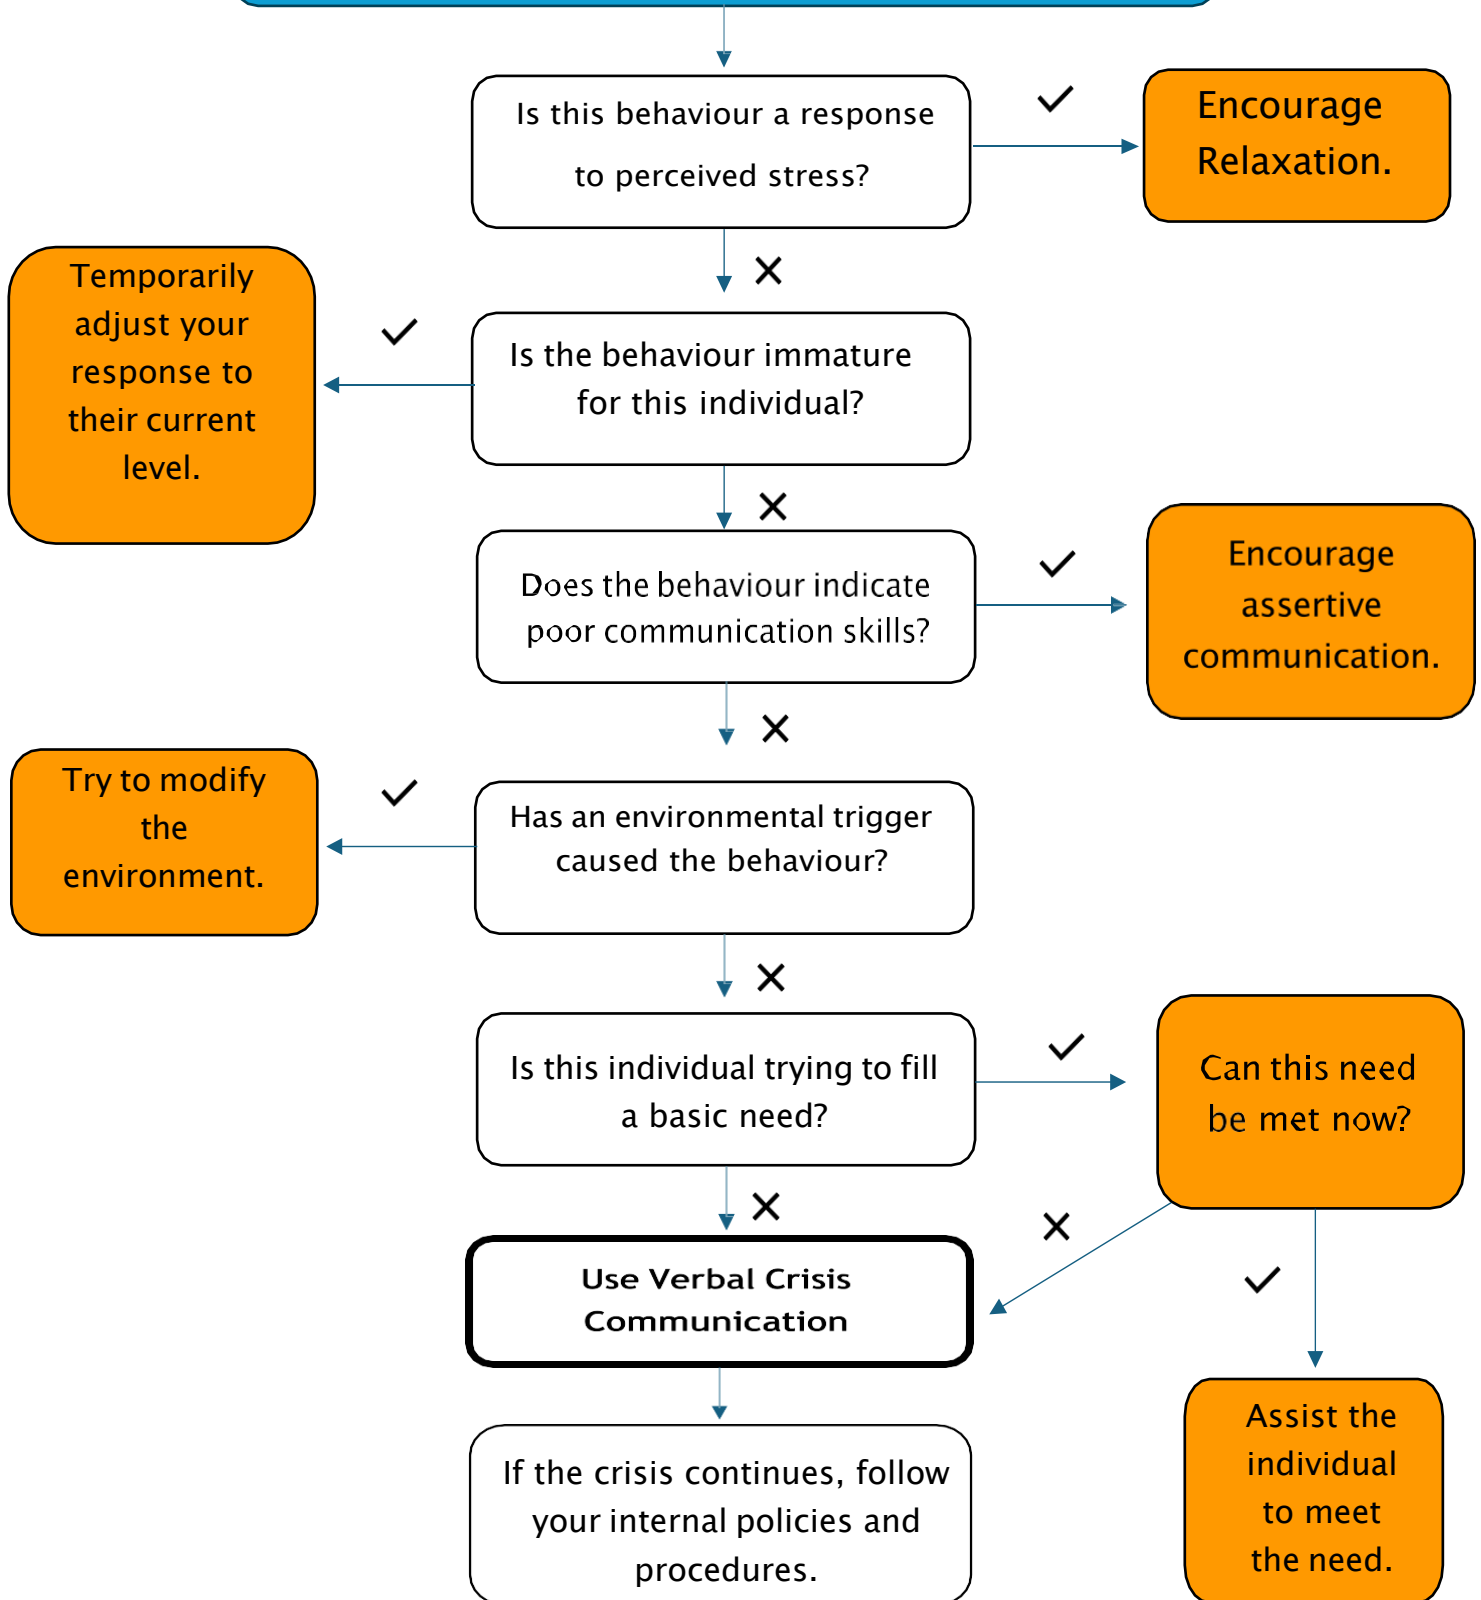 Is this behaviour a response
to perceived stress?
Encourage
Relaxation.
Temporarily
adjust your
response to
their current
level.
Is the behaviour immature
for this individual?
Does the behaviour indicate
poor communication skills?
Encourage
assertive
communication.
Try to modify
the
environment.
Has an environmental trigger
caused the behaviour?
Is this individual trying to fill
a basic need?
Can this need
be met now?
Use Verbal Crisis
Communication
If the crisis continues, follow
your internal policies and
procedures.
Assist the
individual
to meet
the need.